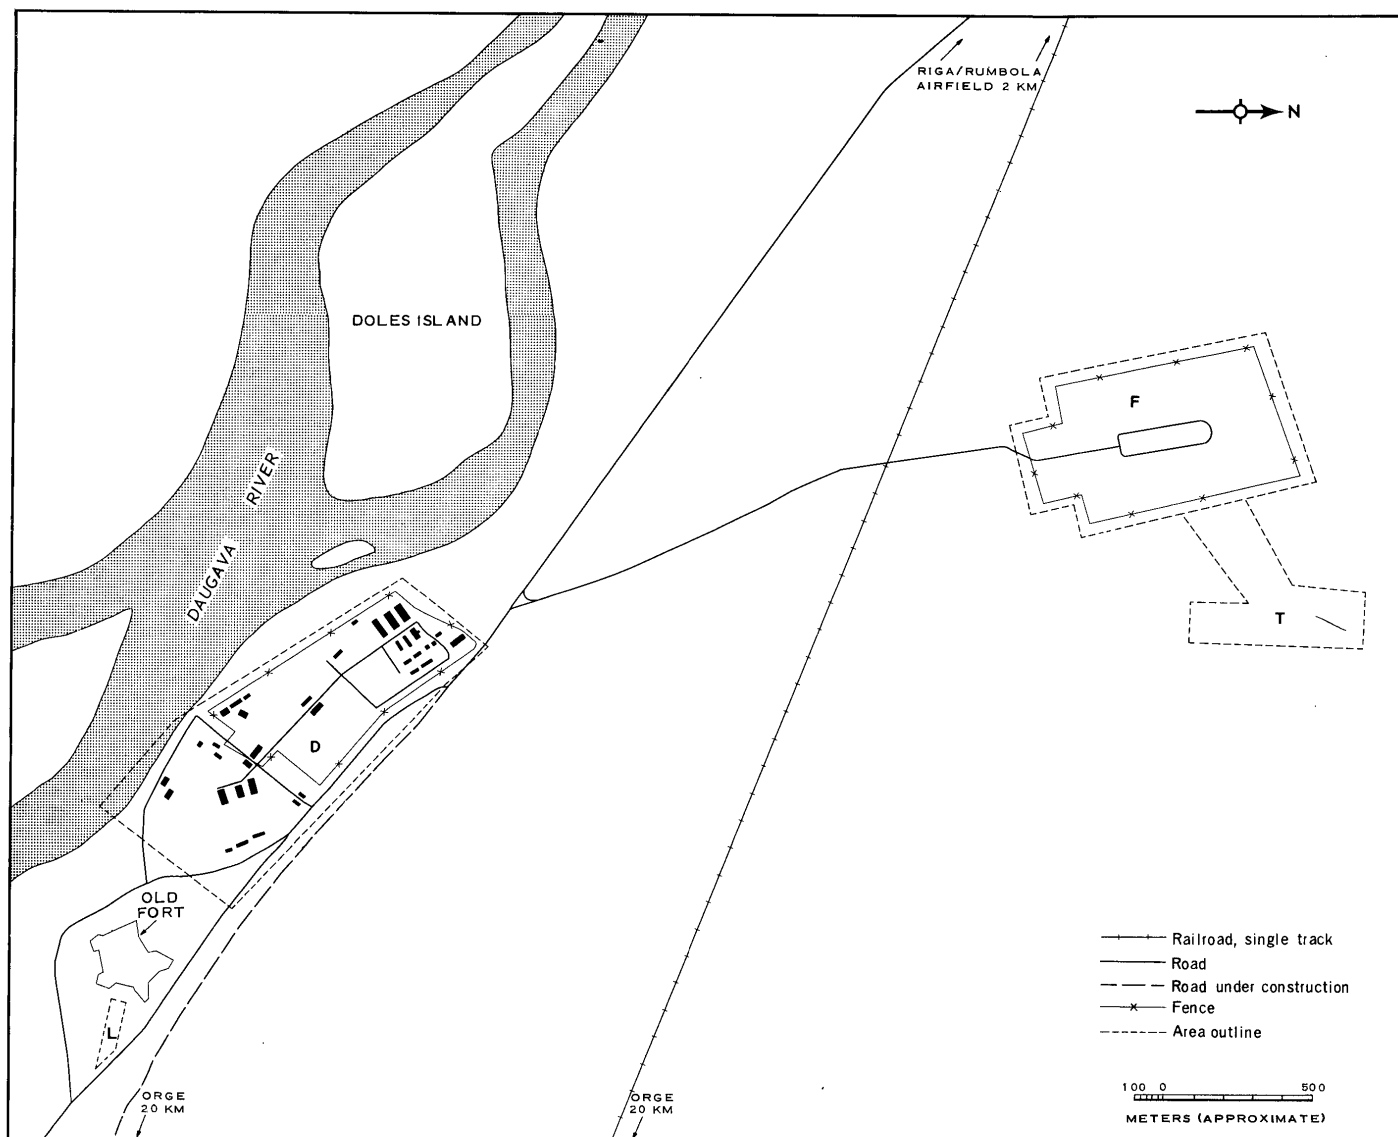 RIGA/RUMBOLA
AIRFIELD 2 KM
N
DOLES ISLAND
F
DAUGAVA RIVER
T
D
OLD
FORT
L
ORGE
20 KM
ORGE
20 KM
Railroad, single track
Road
Road under construction
Fence
Area outline
100 0 500
METERS (APPROXIMATE)